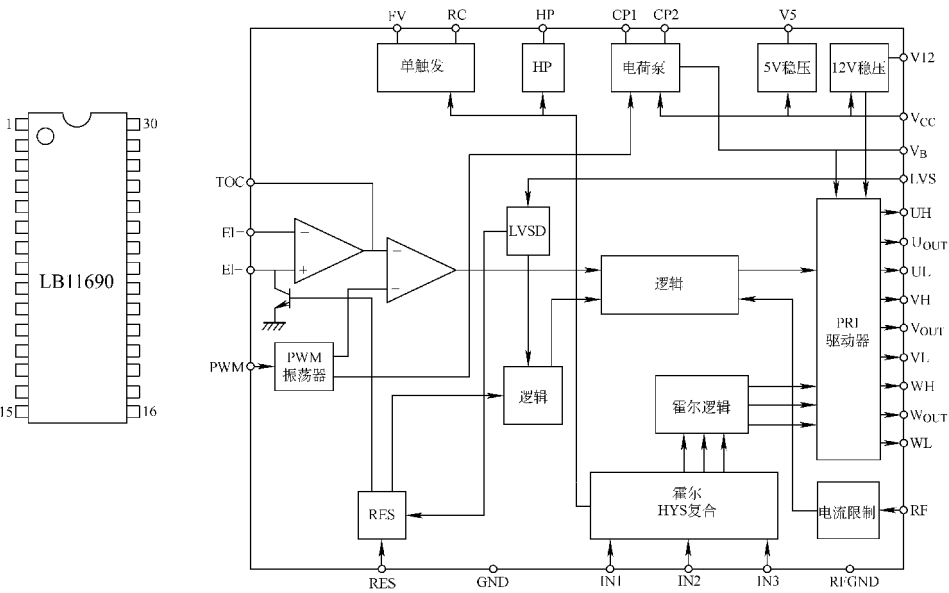 FV RC HP CP1 CP2 V5
单触发 HP 电荷泵 5V稳压 12V稳压 V12
1 30
VCC
VB
LVS
TOC
LVSD
UH
EI−
−
−
UOUT
EI−
+
−
逻辑
UL
VH
LB11690
PRI
驱动器
VOUT
PWM
PWM
振荡器
VL
逻辑
霍尔逻辑
WH
15 16
WOUT
WL
RES
霍尔
HYS复合
电流限制
RF
RES GND IN1 IN2 IN3 RFGND